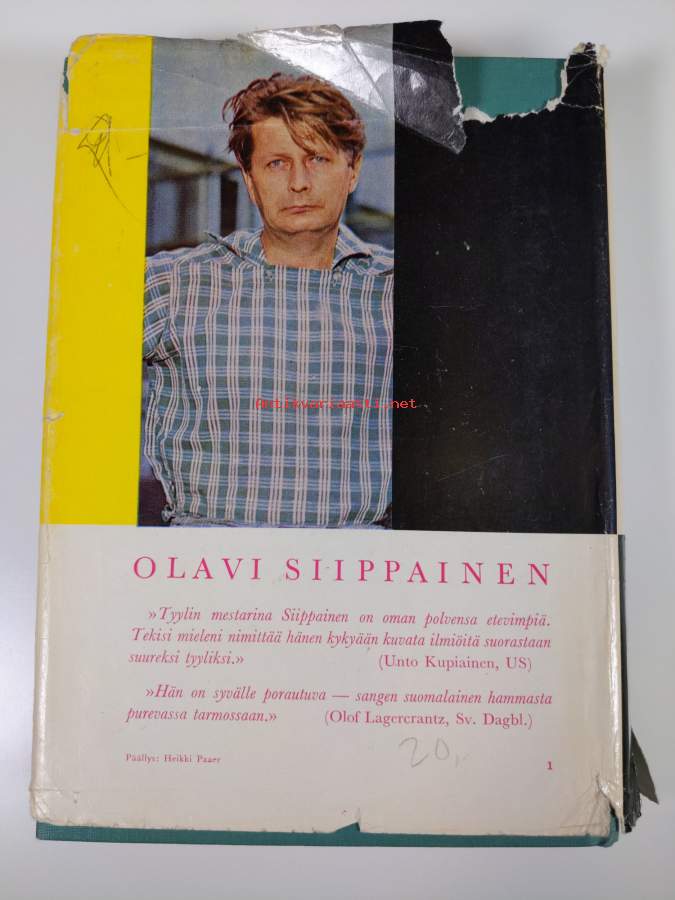 Antikvariaatti.net
OLAVI SIIPPAINEN
»Tyylin mestarina Siippainen on oman polvensa etevimpiä.
Tekisi mieleni nimittää hänen kykyään kuvata ilmiöitä suorastaan
suureksi tyyliksi.» (Unto Kupiainen, US)
»Hän on syvälle porautuva — sangen suomalainen hammasta
purevassa tarmossaan.» (Olof Lagercrantz, Sv. Dagbl.)
20,-
Päällys: Heikki Paaer 1